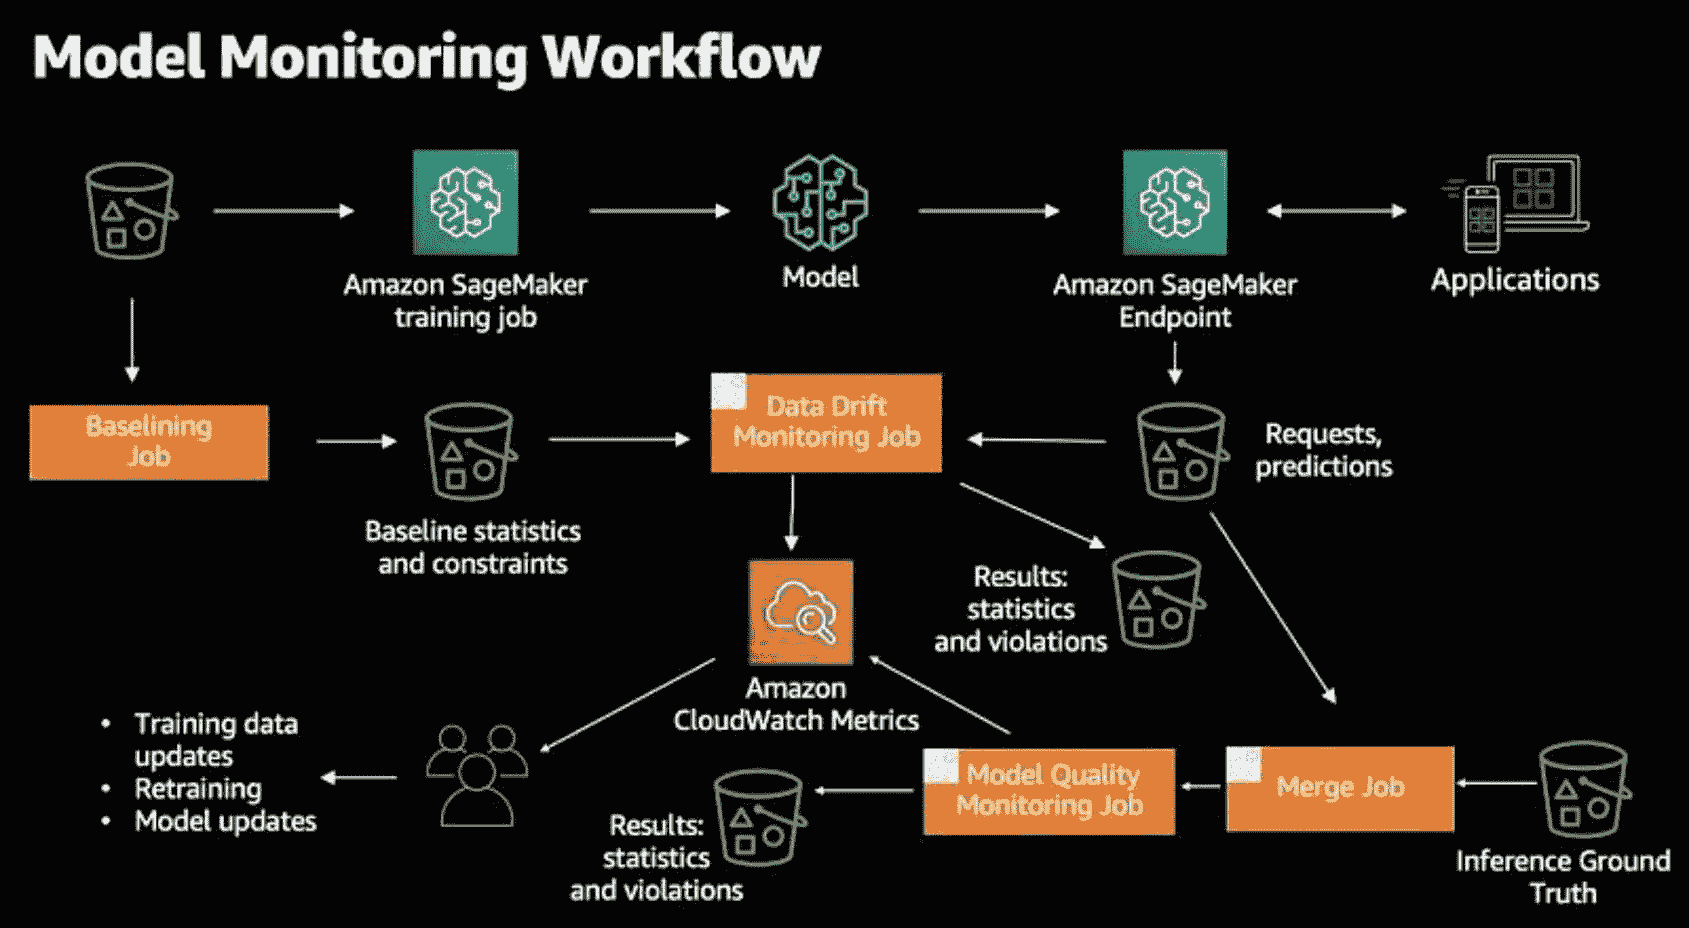 Model Monitoring Workflow
Amazon SageMaker
training job
Model
Amazon SageMaker
Endpoint
Applications
Baselining
Job
Baseline statistics
and constraints
Data Drift
Monitoring Job
Requests,
predictions
Results:
statistics
and violations
Amazon
CloudWatch Metrics
• Training data
updates
• Retraining
• Model updates
Results:
statistics
and violations
Model Quality
Monitoring Job
Merge Job
Inference Ground
Truth